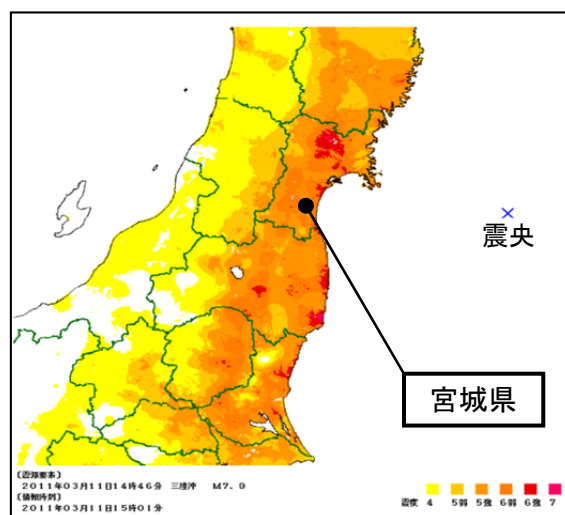 震央
宮城県
[震源要素]
2011年03月11日14時46分 三陸沖 M7.9
[情報時刻]
2011年03月11日15時01分
震度 4 5弱 5強 6弱 6強 7